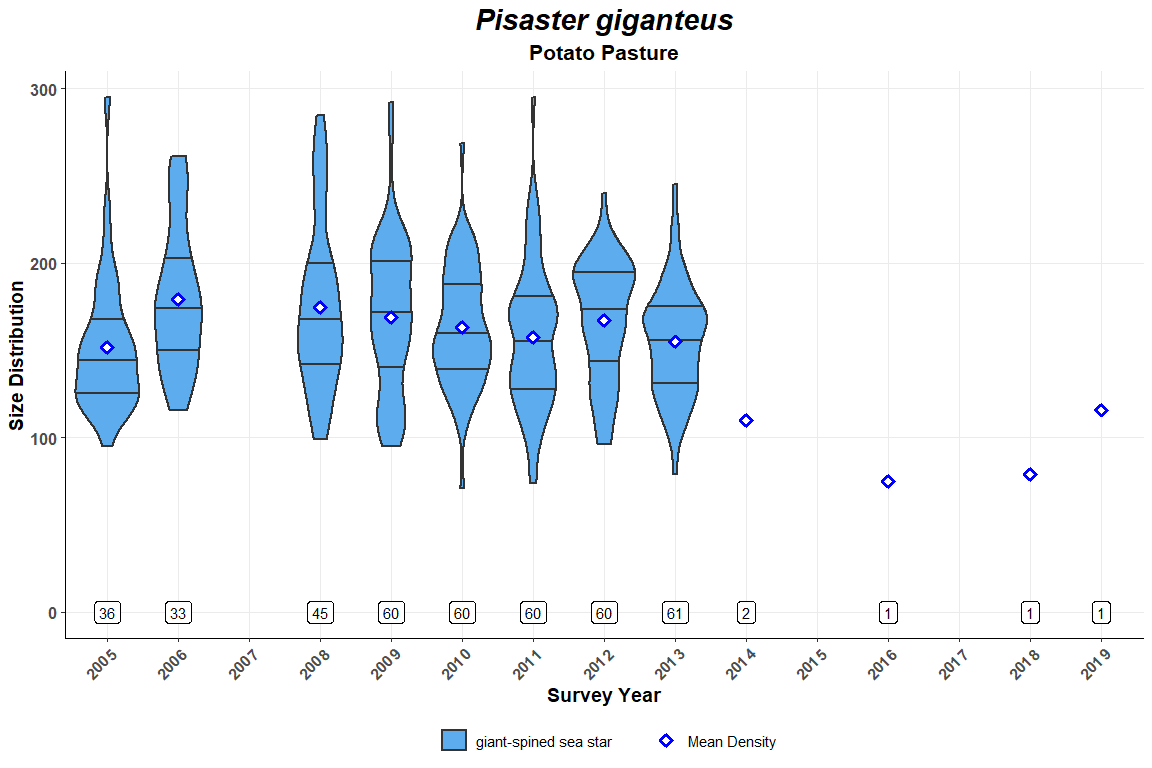 Pisaster giganteus
Potato Pasture
Size Distribution
300
200
100
0
36 33 45 60 60 60 60 61 2 1 1 1
2005 2006 2007 2008 2009 2010 2011 2012 2013 2014 2015 2016 2017 2018 2019
Survey Year
giant-spined sea star Mean Density